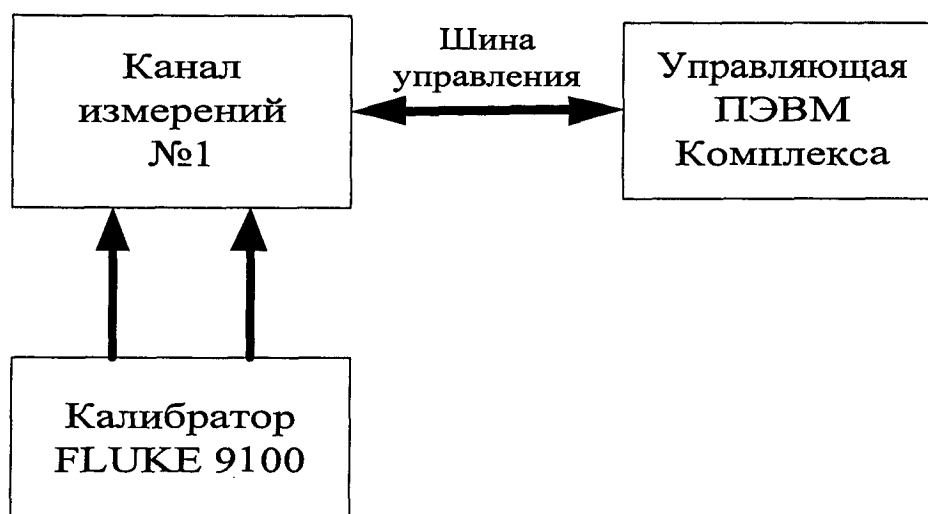 Канал
измерений
№1
Шина
управления
Управляющая
ПЭВМ
Комплекса
Калибратор
FLUKE 9100